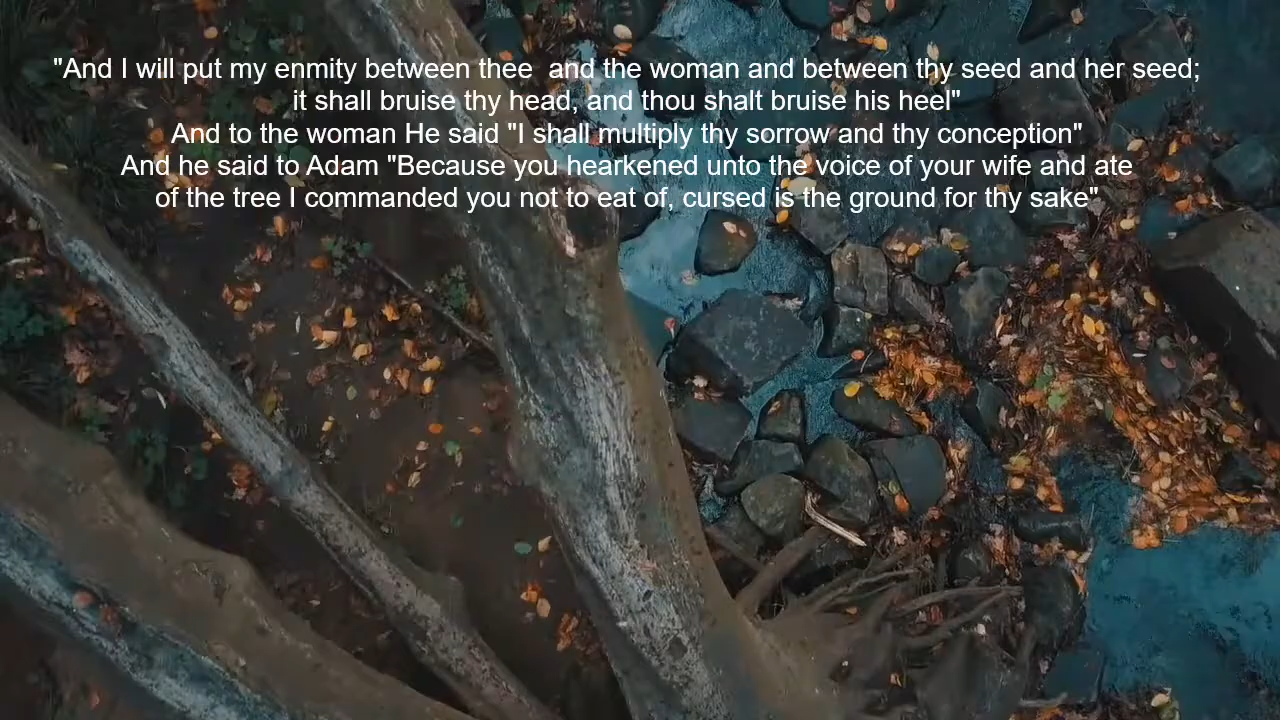 "And I will put my enmity between thee  and the woman and between thy seed and her seed;
it shall bruise thy head, and thou shalt bruise his heel"
And to the woman He said "I shall multiply thy sorrow and thy conception"
And he said to Adam "Because you hearkened unto the voice of your wife and ate
of the tree I commanded you not to eat of, cursed is the ground for thy sake"